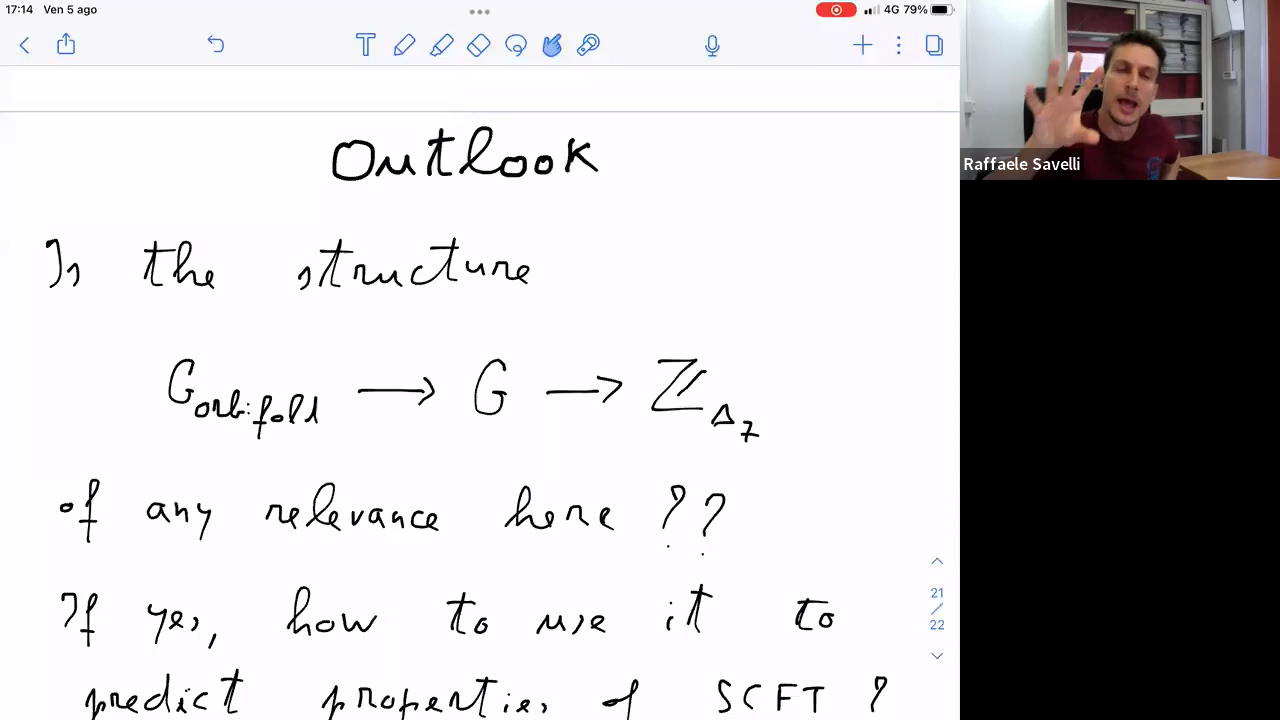 17:14 Ven 5 ago
4G 79%
Raffaele Savelli
Outlook
Is the structure
G_orbifold → G → ℤ_Δ_7
of any relevance here ??
If yes, how to use it to
predict properties of SCFT ?
21
/
22